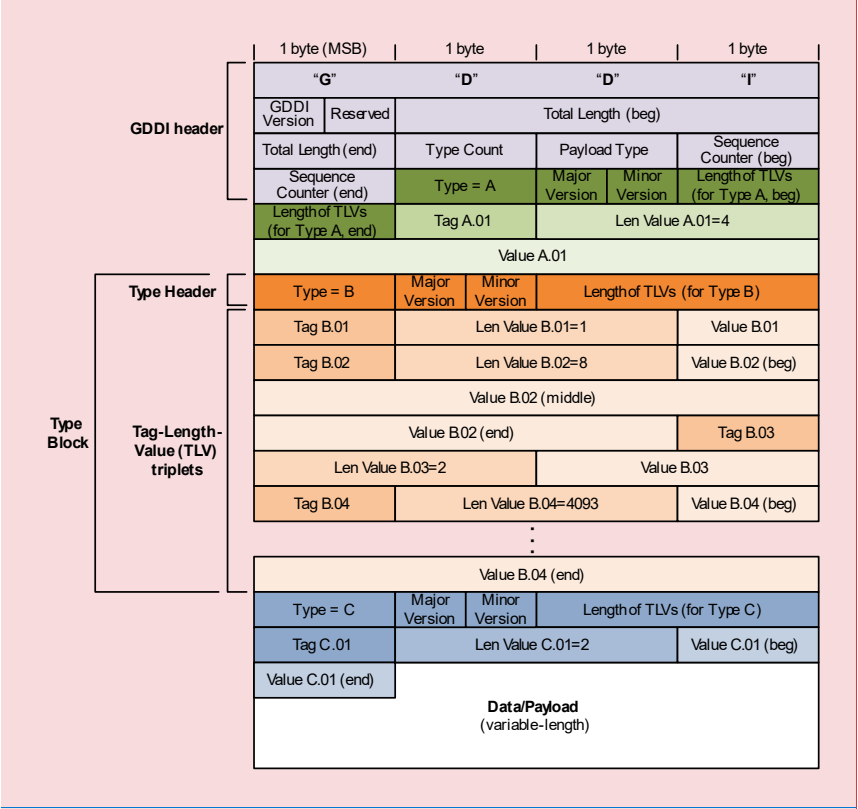 1 byte (MSB) 1 byte 1 byte 1 byte
GDDI header
“G” “D” “D” “I”
GDDI Version Reserved Total Length (beg)
Total Length (end) Type Count Payload Type Sequence Counter (beg)
Sequence Counter (end) Type = A Major Version Minor Version Length of TLVs (for Type A, beg)
Length of TLVs (for Type A, end) Tag A.01 Len Value A.01=4
Value A.01
Type Block
Type Header
Type = B Major Version Minor Version Length of TLVs (for Type B)
Tag-Length-Value (TLV) triplets
Tag B.01 Len Value B.01=1 Value B.01
Tag B.02 Len Value B.02=8 Value B.02 (beg)
Value B.02 (middle)
Value B.02 (end) Tag B.03
Len Value B.03=2 Value B.03
Tag B.04 Len Value B.04=4093 Value B.04 (beg)
Value B.04 (end)
Type = C Major Version Minor Version Length of TLVs (for Type C)
Tag C.01 Len Value C.01=2 Value C.01 (beg)
Value C.01 (end)
Data/Payload
(variable-length)